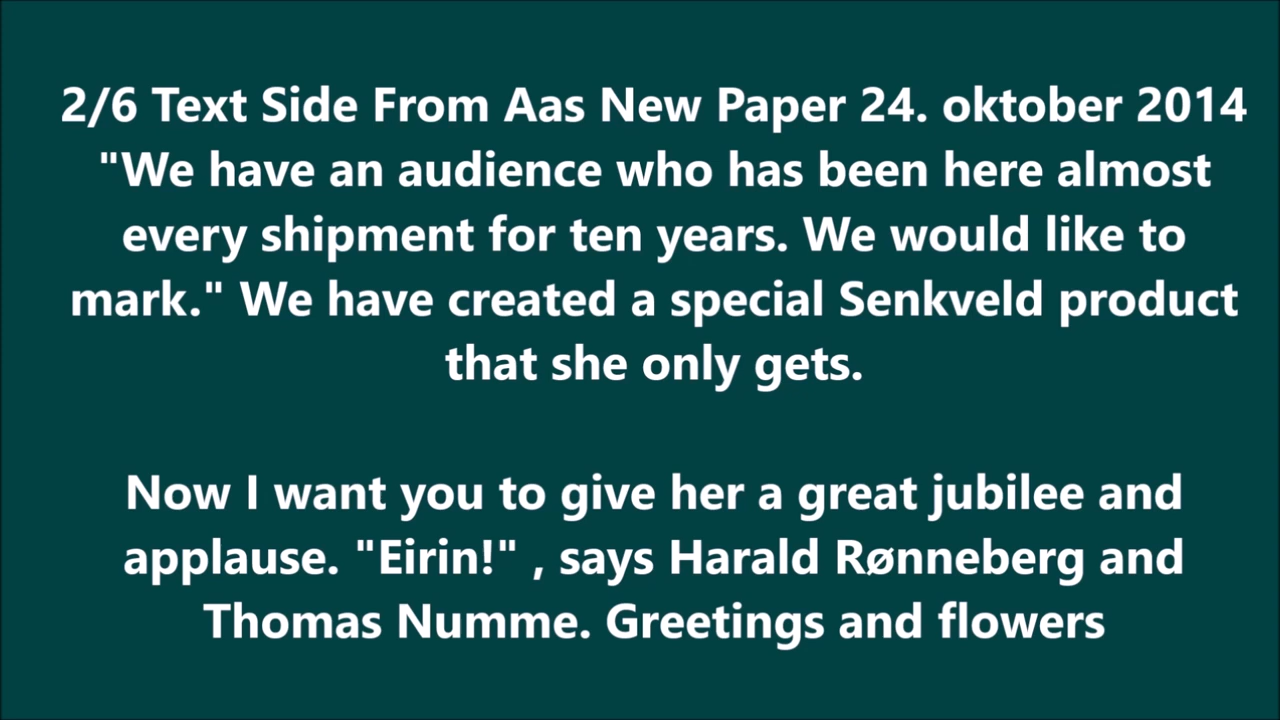 2/6 Text Side From Aas New Paper 24. oktober 2014
"We have an audience who has been here almost
every shipment for ten years. We would like to
mark." We have created a special Senkveld product
that she only gets.
Now I want you to give her a great jubilee and
applause. "Eirin!" , says Harald Rønneberg and
Thomas Numme. Greetings and flowers